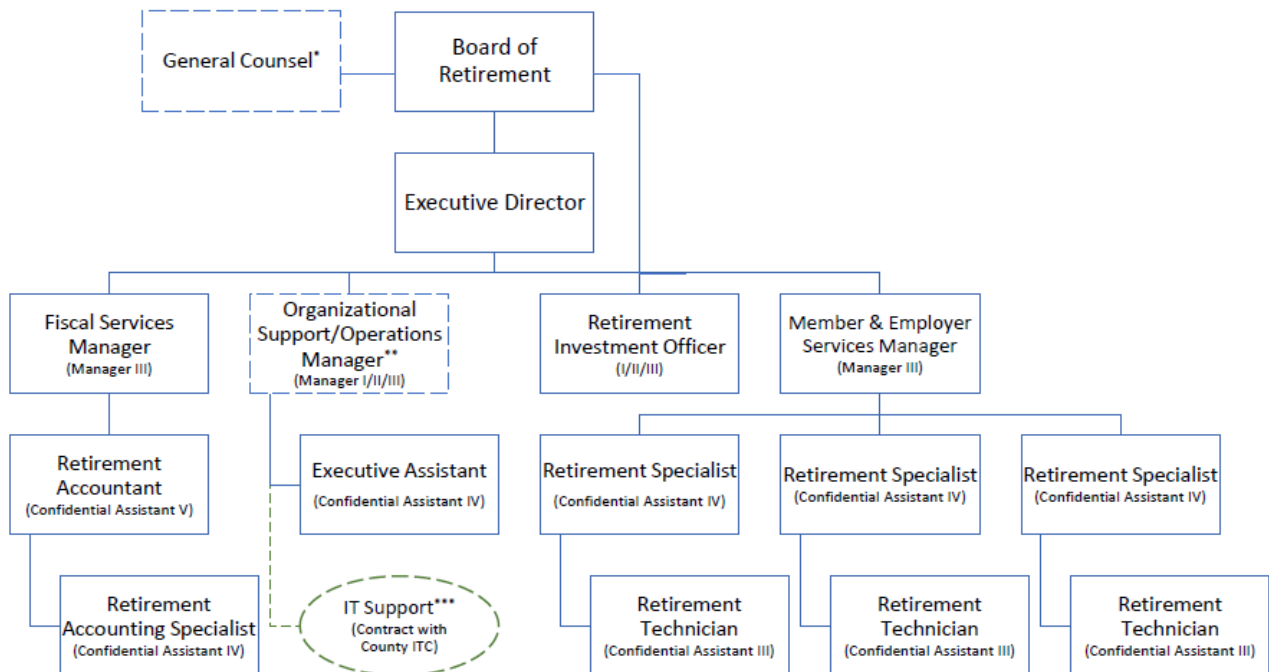 General Counsel*
Board of
Retirement
Executive Director
Fiscal Services
Manager
(Manager III)
Organizational
Support/Operations
Manager**
(Manager I/II/III)
Retirement
Investment Officer
(I/II/III)
Member & Employer
Services Manager
(Manager III)
Retirement
Accountant
(Confidential Assistant V)
Executive Assistant
(Confidential Assistant IV)
Retirement Specialist
(Confidential Assistant IV)
Retirement Specialist
(Confidential Assistant IV)
Retirement Specialist
(Confidential Assistant IV)
Retirement
Accounting Specialist
(Confidential Assistant IV)
IT Support***
(Contract with
County ITC)
Retirement
Technician
(Confidential Assistant III)
Retirement
Technician
(Confidential Assistant III)
Retirement
Technician
(Confidential Assistant III)